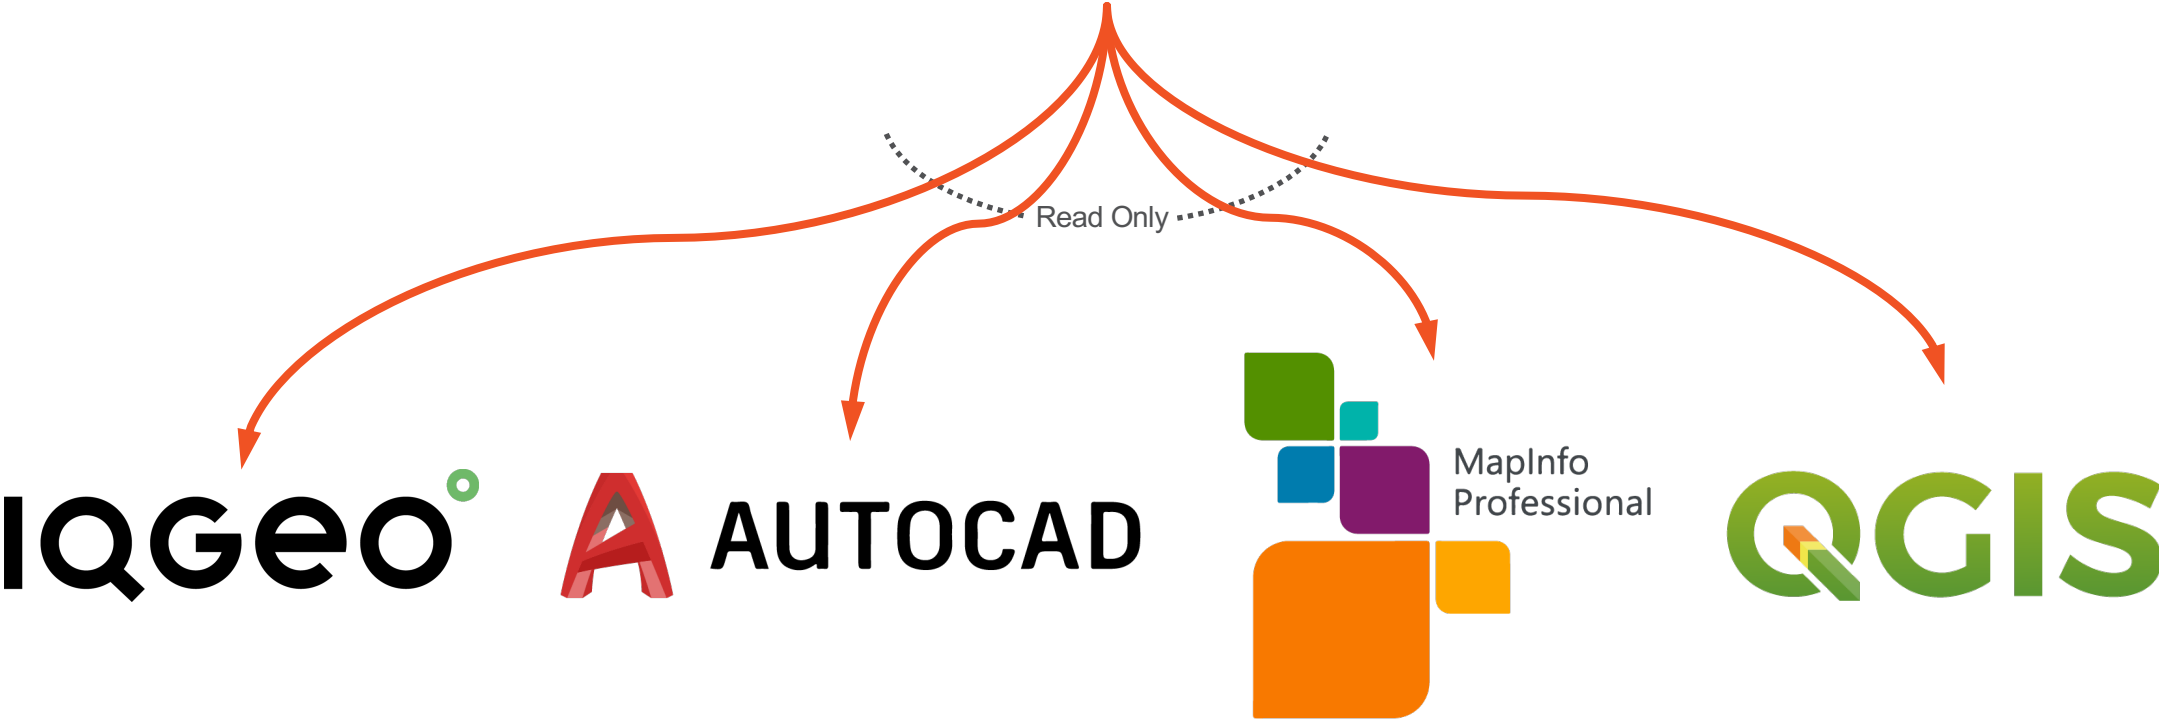 Read Only
IQGeo
AUTOCAD
MapInfo
Professional
QGIS